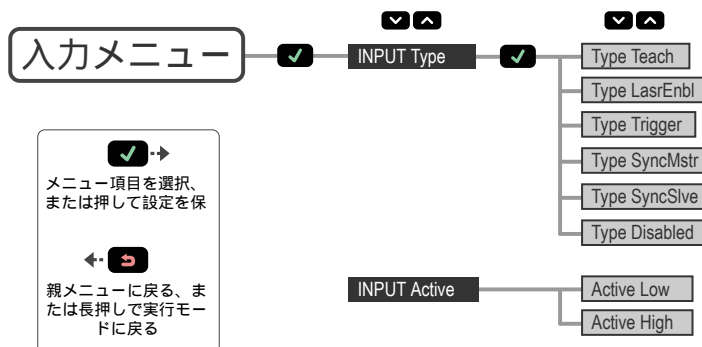 入力メニュー
INPUT Type
Type Teach
Type LasrEnbl
Type Trigger
Type SyncMstr
Type SyncSlve
Type Disabled
INPUT Active
Active Low
Active High
メニュー項目を選択、
または押して設定を保
親メニューに戻る、ま
たは長押しで実行モー
ドに戻る